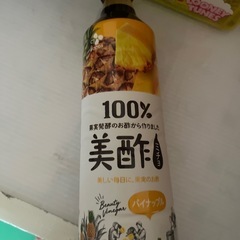 100%
果実発酵のお酢から作りました
美酢
ミチョ
美しい毎日に、果実のお酢
Beauty
Vinegar
パイナップル